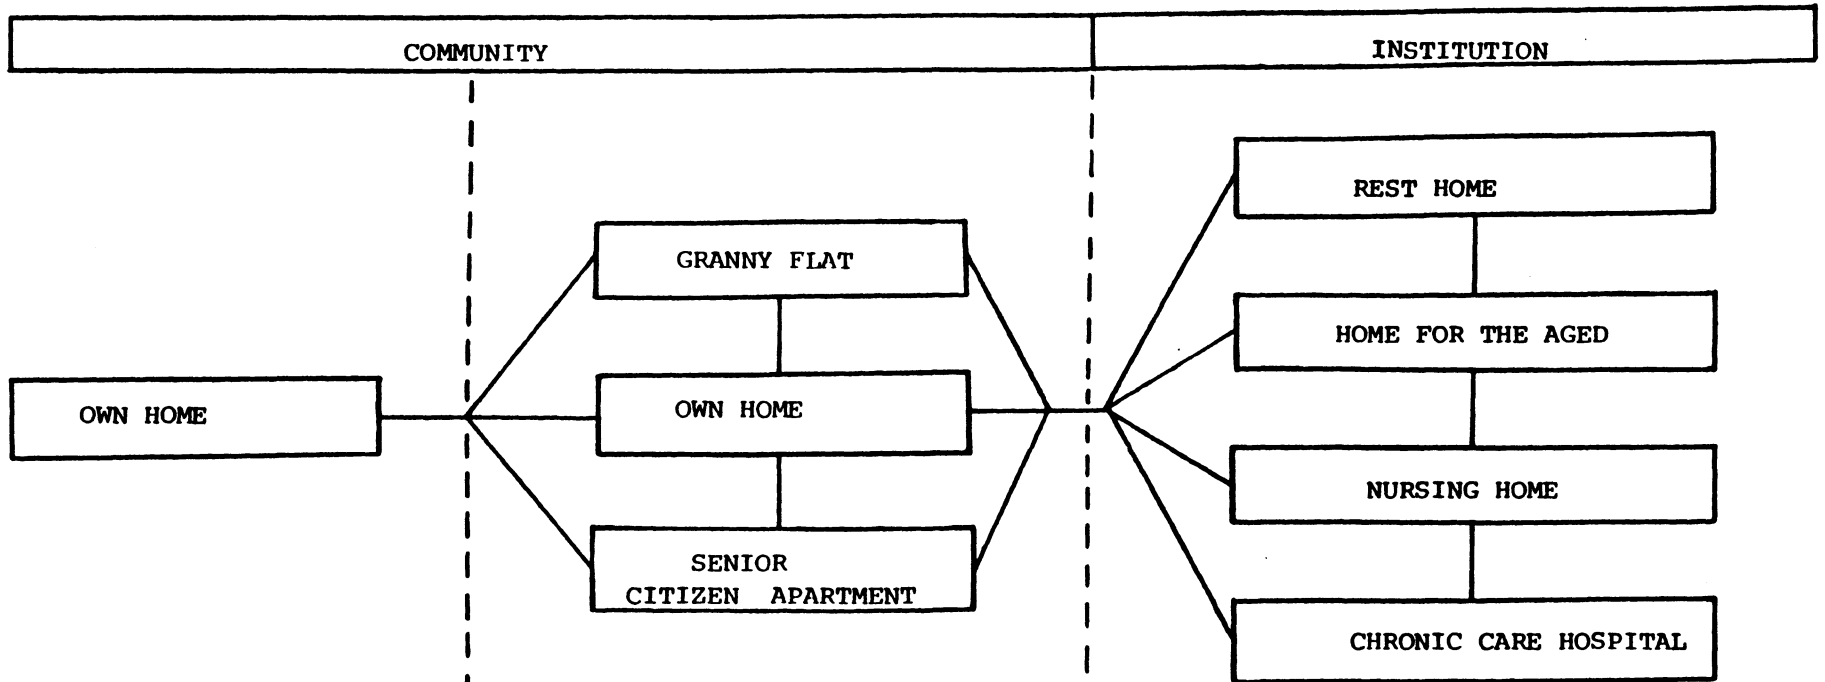 COMMUNITY
INSTITUTION
REST HOME
GRANNY FLAT
HOME FOR THE AGED
OWN HOME
OWN HOME
NURSING HOME
SENIOR
CITIZEN APARTMENT
CHRONIC CARE HOSPITAL